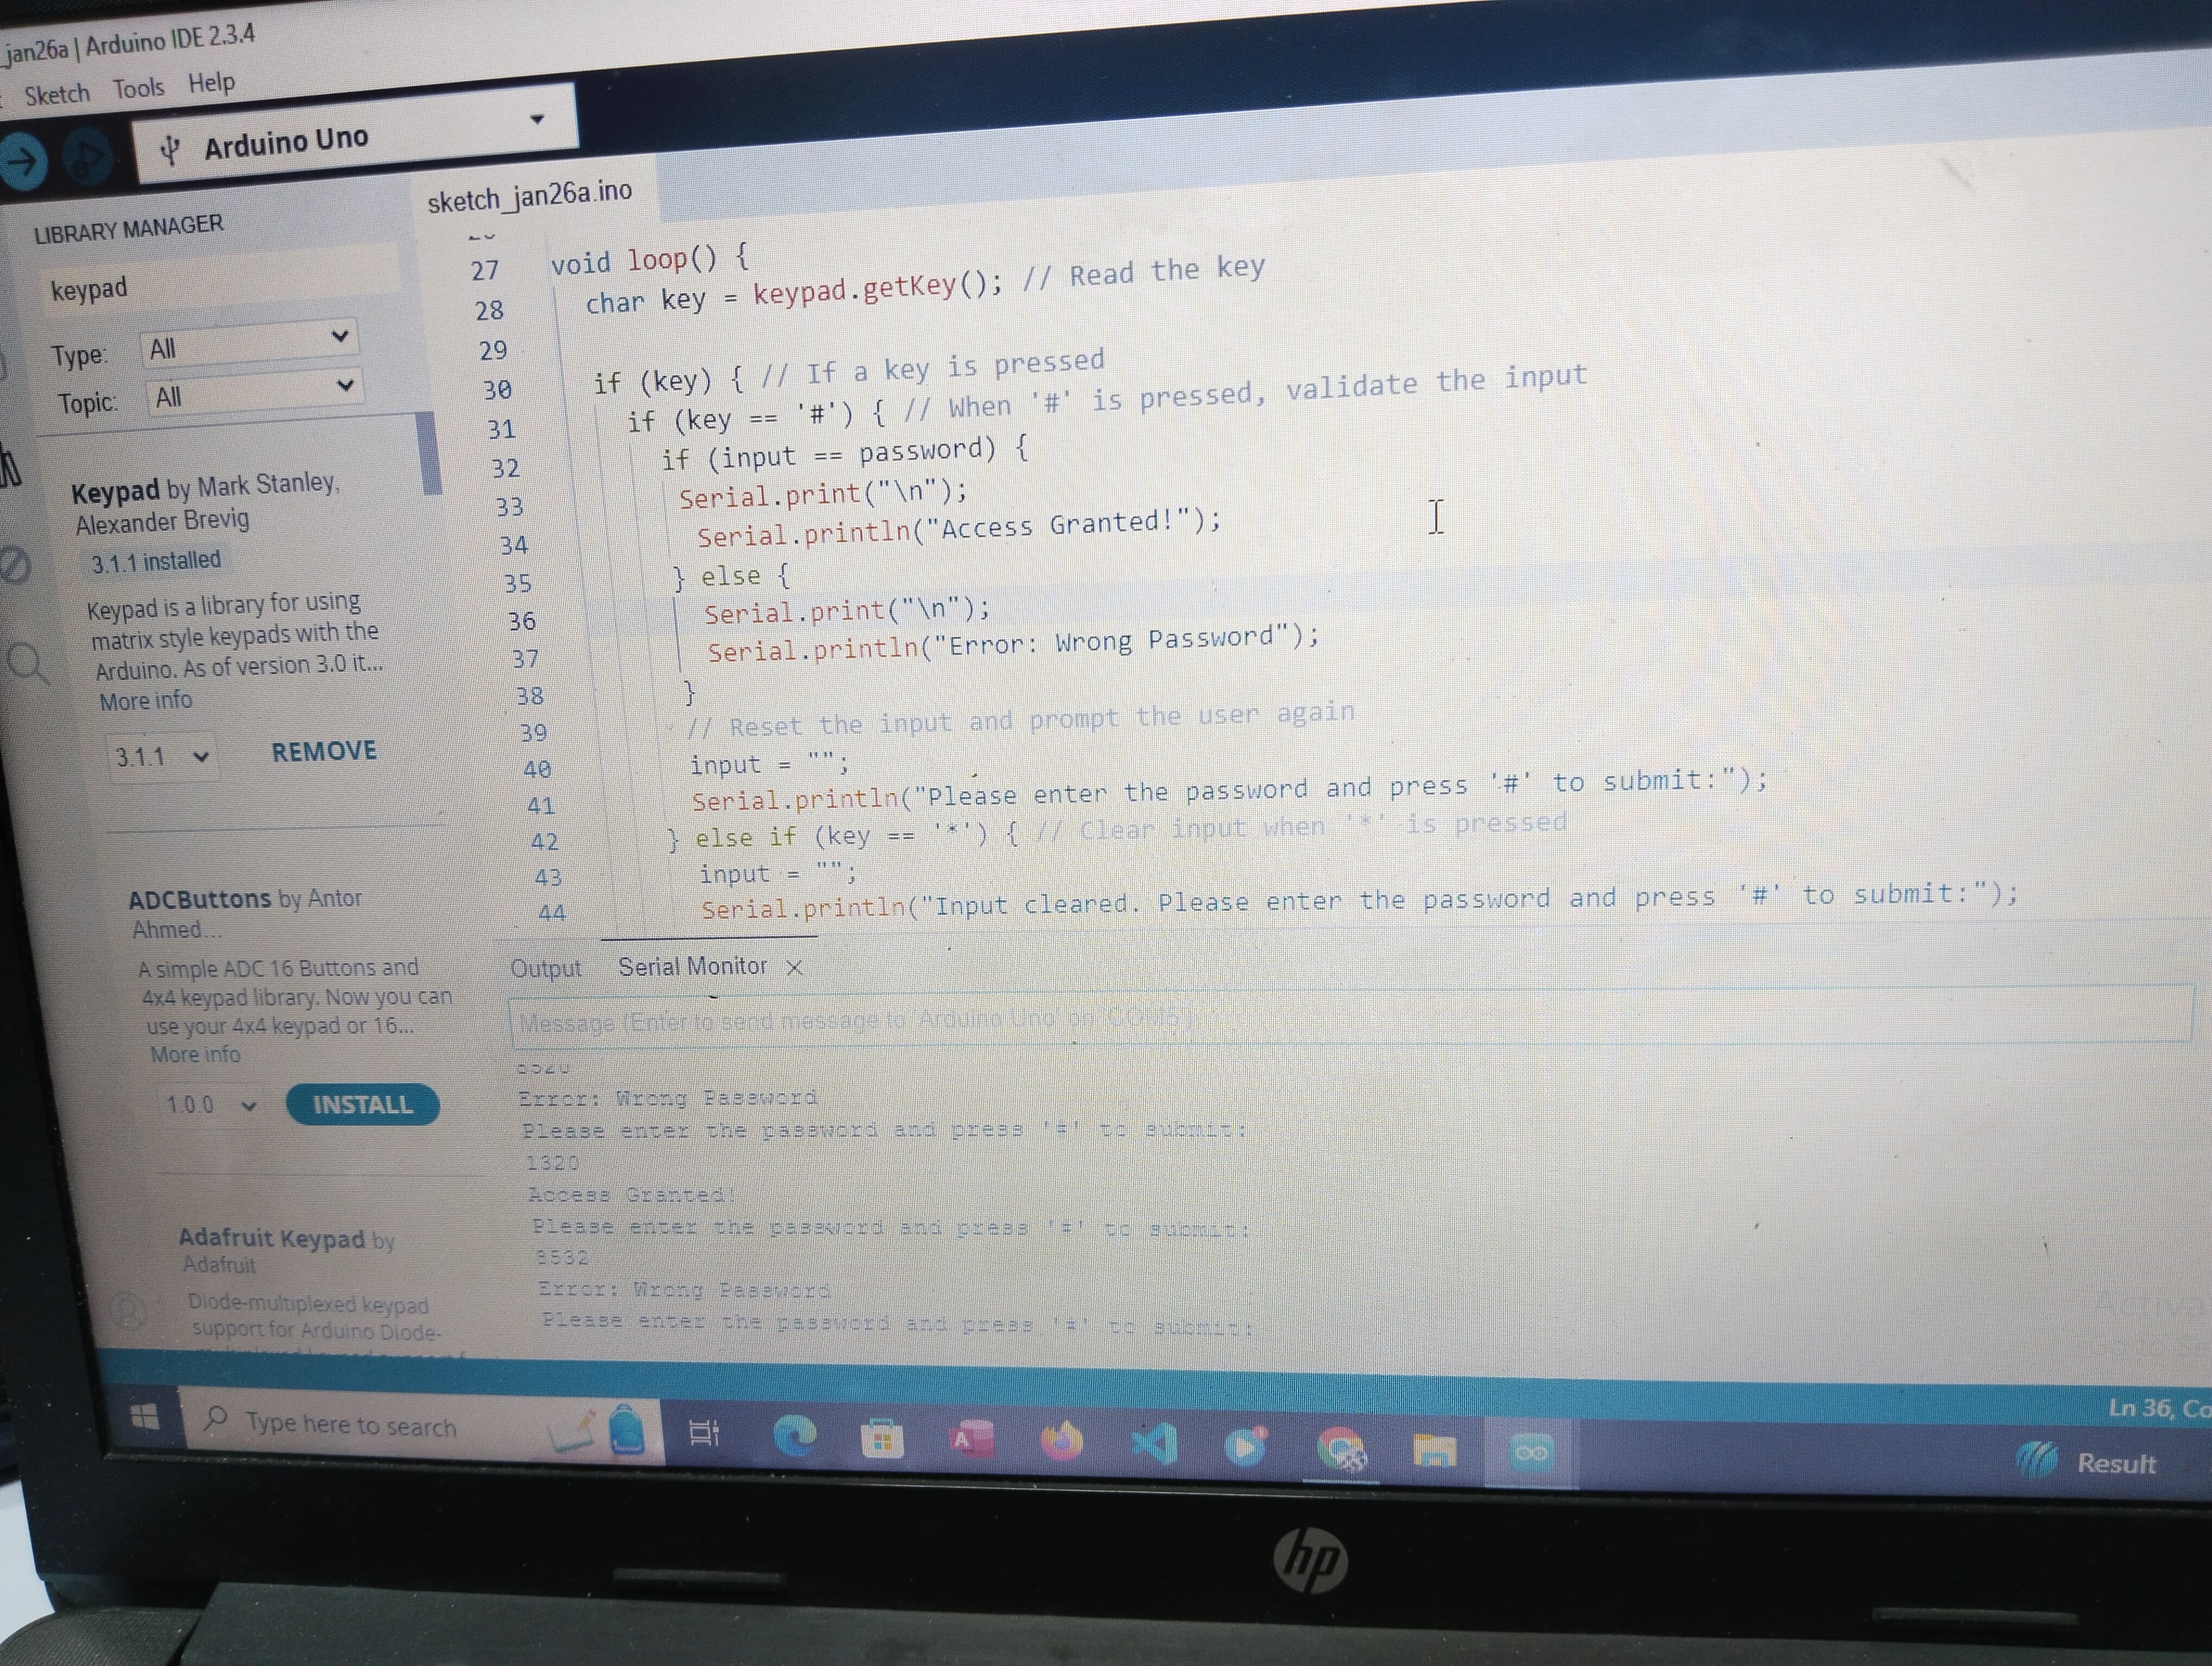 _jan26a | Arduino IDE 2.3.4
Sketch Tools Help
Arduino Uno
LIBRARY MANAGER
keypad
Type: All
Topic: All
Keypad by Mark Stanley,
Alexander Brevig
3.1.1 installed
Keypad is a library for using
matrix style keypads with the
Arduino. As of version 3.0 it...
More info
3.1.1 REMOVE
ADCButtons by Antor
Ahmed...
A simple ADC 16 Buttons and
4x4 keypad library. Now you can
use your 4x4 keypad or 16...
More info
1.0.0 INSTALL
Adafruit Keypad by
Adafruit
Diode-multiplexed keypad
support for Arduino Diode-
sketch_jan26a.ino
27 void loop() {
28 char key = keypad.getKey(); // Read the key
29
30 if (key) { // If a key is pressed
31 if (key == '#') { // When '#' is pressed, validate the input
32 if (input == password) {
33 Serial.print("\n");
34 Serial.println("Access Granted!");
35 } else {
36 Serial.print("\n");
37 Serial.println("Error: Wrong Password");
38 }
39 // Reset the input and prompt the user again
40 input = "";
41 Serial.println("Please enter the password and press '#' to submit:");
42 } else if (key == '*') { // Clear input when '*' is pressed
43 input = "";
44 Serial.println("Input cleared. Please enter the password and press '#' to submit:");
Output Serial Monitor
Message (Enter to send message to 'Arduino Uno' on 'COM5')
Error: Wrong Password
Please enter the password and press '#' to submit:
1320
Access Granted!
Please enter the password and press '#' to submit:
Error: Wrong Password
Please enter the password and press '#' to submit:
Activa
Ln 36, Co
Type here to search
Result
hp